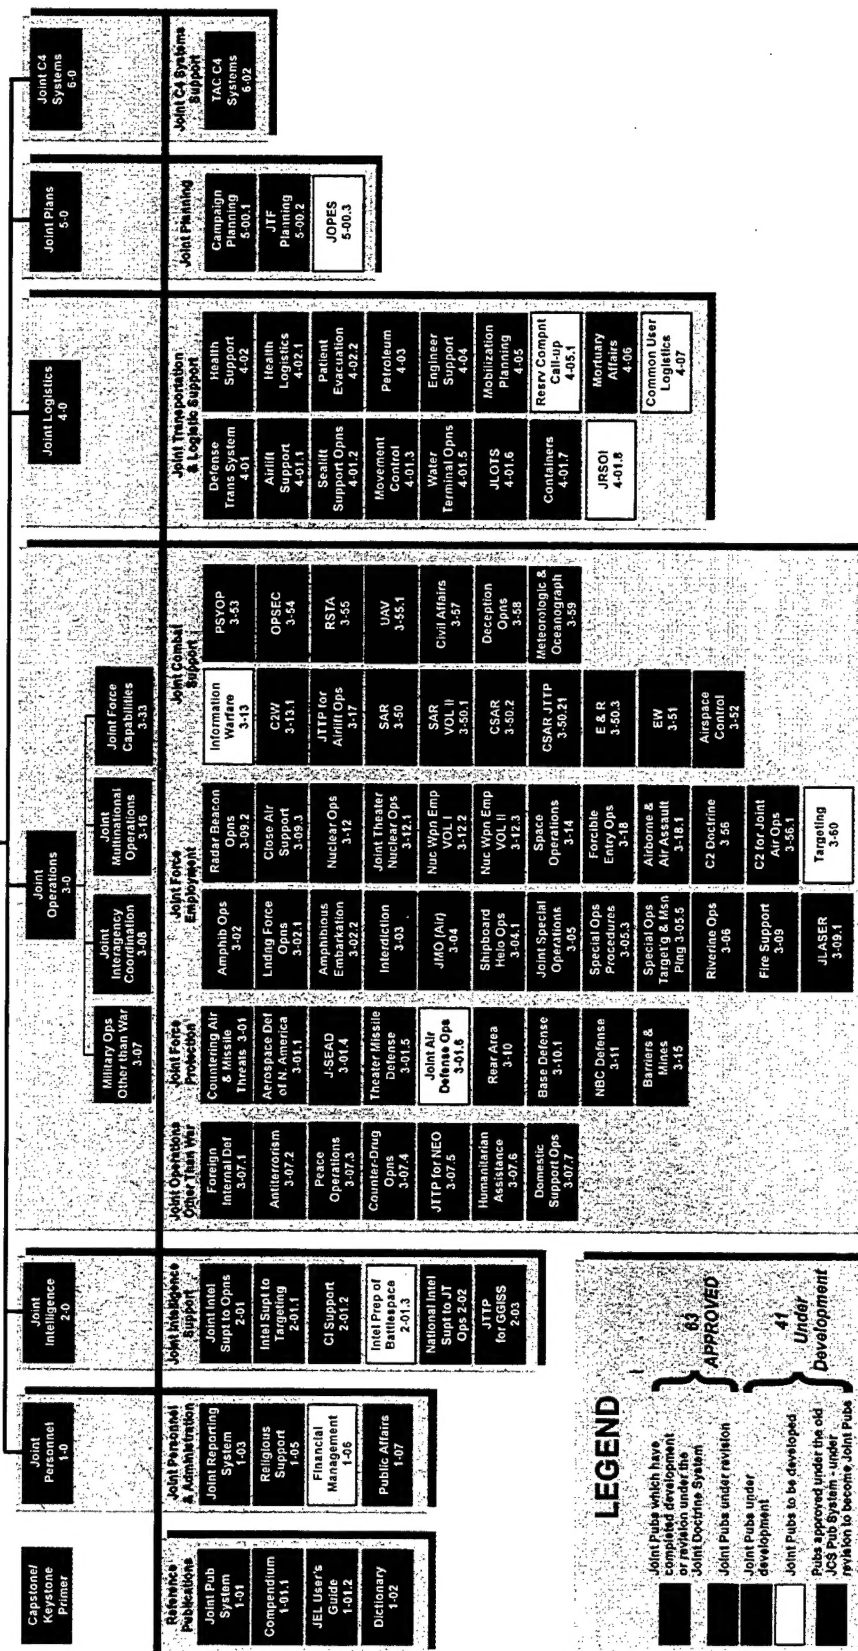 Capstone/
Keystone
Primer
Joint
Personnel
1-0
Joint
Intelligence
2-0
Joint
Operations
3-0
Military Ops
Other than War
3-07
Joint
Interagency
Coordination
3-08
Joint
Multinational
Operations
3-16
Joint Force
Capabilities
3-33
Joint Logistics
4-0
Joint Plans
5-0
Joint C4
Systems
6-0
Reference
Publications
Joint Pub
System
1-01
Compendium
1-01.1
JEL User's
Guide
1-01.2
Dictionary
1-02
Joint Personnel
& Administration
Joint Reporting
System
1-03
Religious
Support
1-05
Financial
Management
1-06
Public Affairs
1-07
Joint Intelligence
Support
Joint Intel
Supt to Opns
2-01
Intel Supt to
Targeting
2-01.1
CI Support
2-01.2
Intel Prep of
Battlespace
2-01.3
National Intel
Supt to JT
Ops 2-02
JTTP
for GGISS
2-03
Joint Operations
Other Than War
Foreign
Internal Def
3-07.1
Antiterrorism
3-07.2
Peace
Operations
3-07.3
Counter-Drug
Opns
3-07.4
JTTP for NEO
3-07.5
Humanitarian
Assistance
3-07.6
Domestic
Support Ops
3-07.7
Joint Force
Projection
Countering Air
& Missile
Threats 3-01
Aerospace Def
of N. America
3-01.1
J-SEAD
3-01.4
Theater Missile
Defense
3-01.5
Joint Air
Defense Ops
3-01.6
Rear Area
3-10
Base Defense
3-10.1
NBC Defense
3-11
Barriers &
Mines
3-15
Joint Force
Employment
Amphib Ops
3-02
Lndng Force
Opns
3-02.1
Amphibious
Embarkation
3-02.2
Interdiction
3-03
JMO (Air)
3-04
Shipboard
Helo Ops
3-04.1
Joint Special
Operations
3-05
Special Ops
Procedures
3-05.3
Special Ops
Targetg & Msn
Plng 3-05.5
Riverine Ops
3-06
Fire Support
3-09
JLASER
3-09.1
Radar Beacon
Opns
3-09.2
Close Air
Support
3-09.3
Nuclear Ops
3-12
Joint Theater
Nuclear Ops
3-12.1
Nuc Wpn Emp
VOL I
3-12.2
Nuc Wpn Emp
VOL II
3-12.3
Space
Operations
3-14
Forcible
Entry Ops
3-18
Airborne &
Air Assault
3-18.1
C2 Doctrine
3 56
C2 for Joint
Air Ops
3-56.1
Targeting
3-60
Joint Combat
Support
Information
Warfare
3-13
C2W
3-13.1
JTTP for
Airlift Ops
3-17
SAR
3-50
SAR
VOL II
3-50.1
CSAR
3-50.2
CSAR JTTP
3-50.21
E & R
3-50.3
EW
3-51
Airspace
Control
3-52
PSYOP
3-53
OPSEC
3-54
RSTA
3-55
UAV
3-55.1
Civil Affairs
3-57
Deception
Opns
3-58
Meteorologic &
Oceanograph
3-59
Joint Transportation
& Logistic Support
Defense
Trans System
4-01
Airlift
Support
4-01.1
Sealift
Support Opns
4-01.2
Movement
Control
4-01.3
Water
Terminal Opns
4-01.5
JLOTS
4-01.6
Containers
4-01.7
JRSOI
4-01.8
Health
Support
4-02
Health
Logistics
4-02.1
Patient
Evacuation
4-02.2
Petroleum
4-03
Engineer
Support
4-04
Mobilization
Planning
4-05
Resrv Compnt
Call-up
4-05.1
Mortuary
Affairs
4-06
Common User
Logistics
4-07
Joint Planning
Campaign
Planning
5-00.1
JTF
Planning
5-00.2
JOPES
5-00.3
Joint C4 Systems
Support
TAC C4
Systems
6-02
LEGEND
Joint Pubs which have
completed development
or revision under the
Joint Doctrine System
Joint Pubs under revision
Joint Pubs under
development
Joint Pubs to be developed
Pubs approved under the old
JCS Pub System - under
revision to become Joint Pubs
63
APPROVED
41
Under
Development